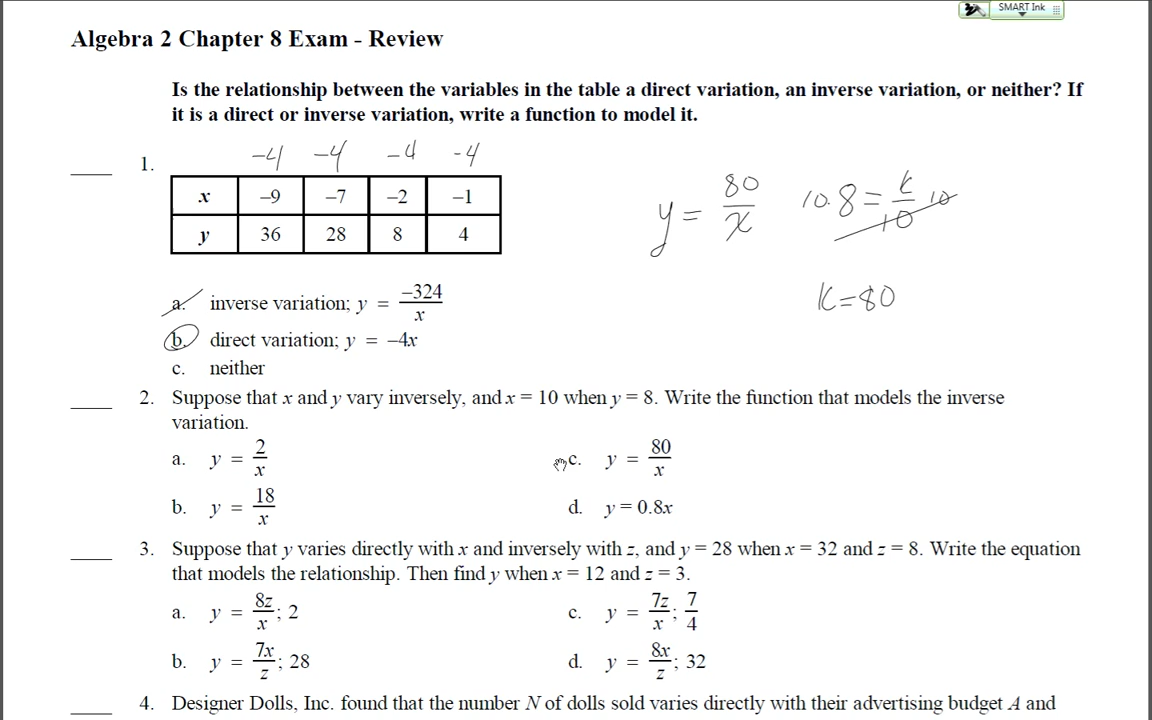 SMART Ink
Algebra 2 Chapter 8 Exam - Review
Is the relationship between the variables in the table a direct variation, an inverse variation, or neither? If
it is a direct or inverse variation, write a function to model it.
-4 -4 -4 -4
1.
x -9 -7 -2 -1
y 36 28 8 4
y = 80/x
10. 8 = k/10 10
k = 80
a. inverse variation; y = -324/x
b. direct variation; y = -4x
c. neither
2. Suppose that x and y vary inversely, and x = 10 when y = 8. Write the function that models the inverse
variation.
a. y = 2/x
c. y = 80/x
b. y = 18/x
d. y = 0.8x
3. Suppose that y varies directly with x and inversely with z, and y = 28 when x = 32 and z = 8. Write the equation
that models the relationship. Then find y when x = 12 and z = 3.
a. y = 8z/x; 2
c. y = 7z/x; 7/4
b. y = 7x/z; 28
d. y = 8x/z; 32
4. Designer Dolls, Inc. found that the number N of dolls sold varies directly with their advertising budget A and